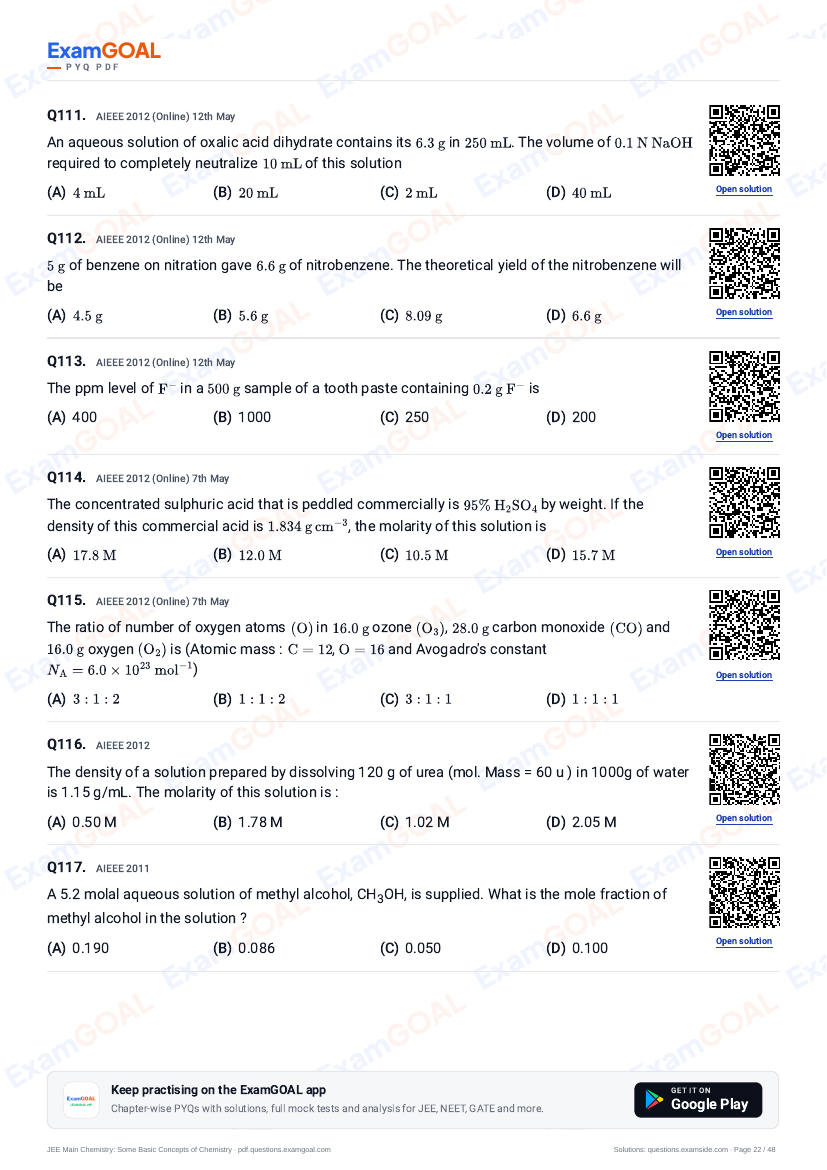 ExamGOAL
PYQ PDF
Q111. AIEEE 2012 (Online) 12th May
An aqueous solution of oxalic acid dihydrate contains its 6.3 g in 250 mL. The volume of 0.1 N NaOH
required to completely neutralize 10 mL of this solution
(A) 4 mL (B) 20 mL (C) 2 mL (D) 40 mL
Open solution
Q112. AIEEE 2012 (Online) 12th May
5 g of benzene on nitration gave 6.6 g of nitrobenzene. The theoretical yield of the nitrobenzene will
be
(A) 4.5 g (B) 5.6 g (C) 8.09 g (D) 6.6 g
Open solution
Q113. AIEEE 2012 (Online) 12th May
The ppm level of F⁻ in a 500 g sample of a tooth paste containing 0.2 g F⁻ is
(A) 400 (B) 1000 (C) 250 (D) 200
Open solution
Q114. AIEEE 2012 (Online) 7th May
The concentrated sulphuric acid that is peddled commercially is 95% H₂SO₄ by weight. If the
density of this commercial acid is 1.834 g cm⁻³, the molarity of this solution is
(A) 17.8 M (B) 12.0 M (C) 10.5 M (D) 15.7 M
Open solution
Q115. AIEEE 2012 (Online) 7th May
The ratio of number of oxygen atoms (O) in 16.0 g ozone (O₃), 28.0 g carbon monoxide (CO) and
16.0 g oxygen (O₂) is (Atomic mass : C = 12, O = 16 and Avogadro's constant
N_A = 6.0 × 10²³ mol⁻¹)
(A) 3 : 1 : 2 (B) 1 : 1 : 2 (C) 3 : 1 : 1 (D) 1 : 1 : 1
Open solution
Q116. AIEEE 2012
The density of a solution prepared by dissolving 120 g of urea (mol. Mass = 60 u ) in 1000g of water
is 1.15 g/mL. The molarity of this solution is :
(A) 0.50 M (B) 1.78 M (C) 1.02 M (D) 2.05 M
Open solution
Q117. AIEEE 2011
A 5.2 molal aqueous solution of methyl alcohol, CH₃OH, is supplied. What is the mole fraction of
methyl alcohol in the solution ?
(A) 0.190 (B) 0.086 (C) 0.050 (D) 0.100
Open solution
Keep practising on the ExamGOAL app
Chapter-wise PYQs with solutions, full mock tests and analysis for JEE, NEET, GATE and more.
GET IT ON
Google Play
JEE Main Chemistry: Some Basic Concepts of Chemistry · pdf.questions.examgoal.com
Solutions: questions.examside.com · Page 22 / 48